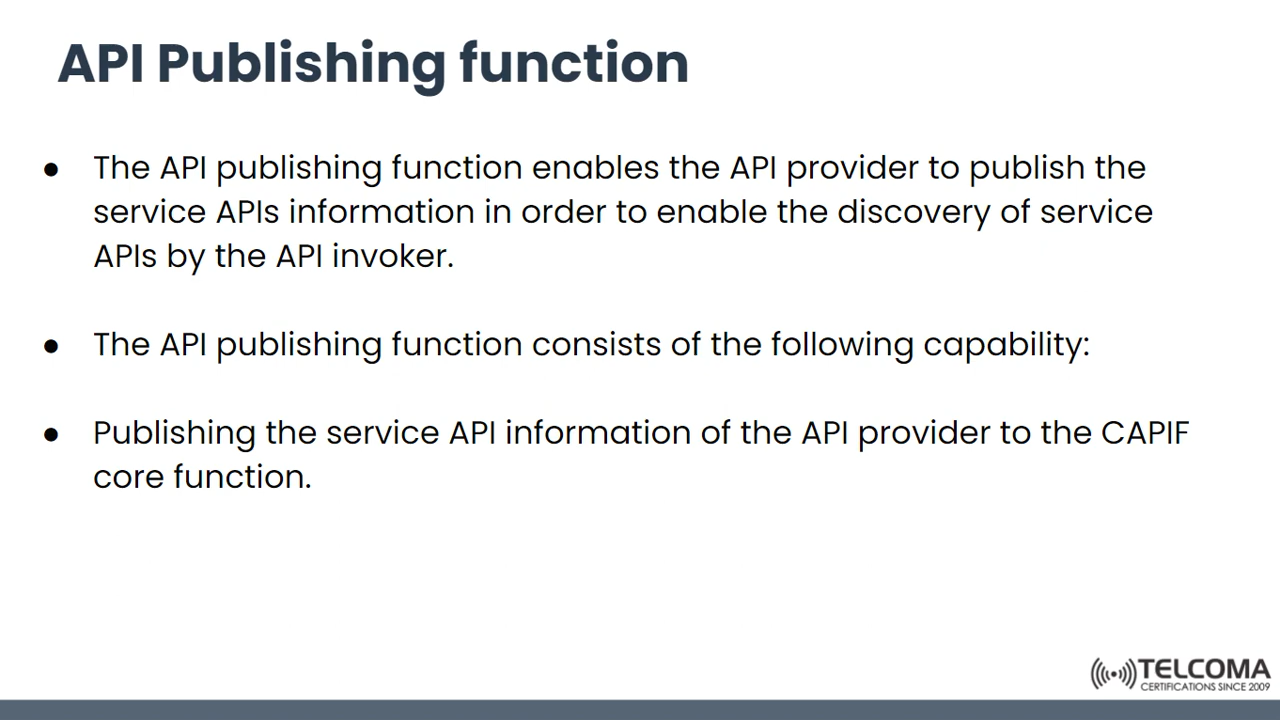 API Publishing function
● The API publishing function enables the API provider to publish the
service APIs information in order to enable the discovery of service
APIs by the API invoker.
● The API publishing function consists of the following capability:
● Publishing the service API information of the API provider to the CAPIF
core function.
TELCOMA
CERTIFICATIONS SINCE 2009